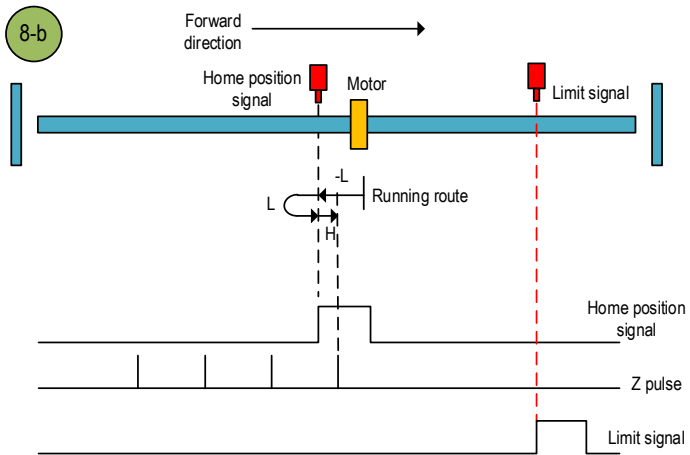 8-b
Forward
direction
Home position
signal
Motor
Limit signal
-L
Running route
L
H
Home position
signal
Z pulse
Limit signal